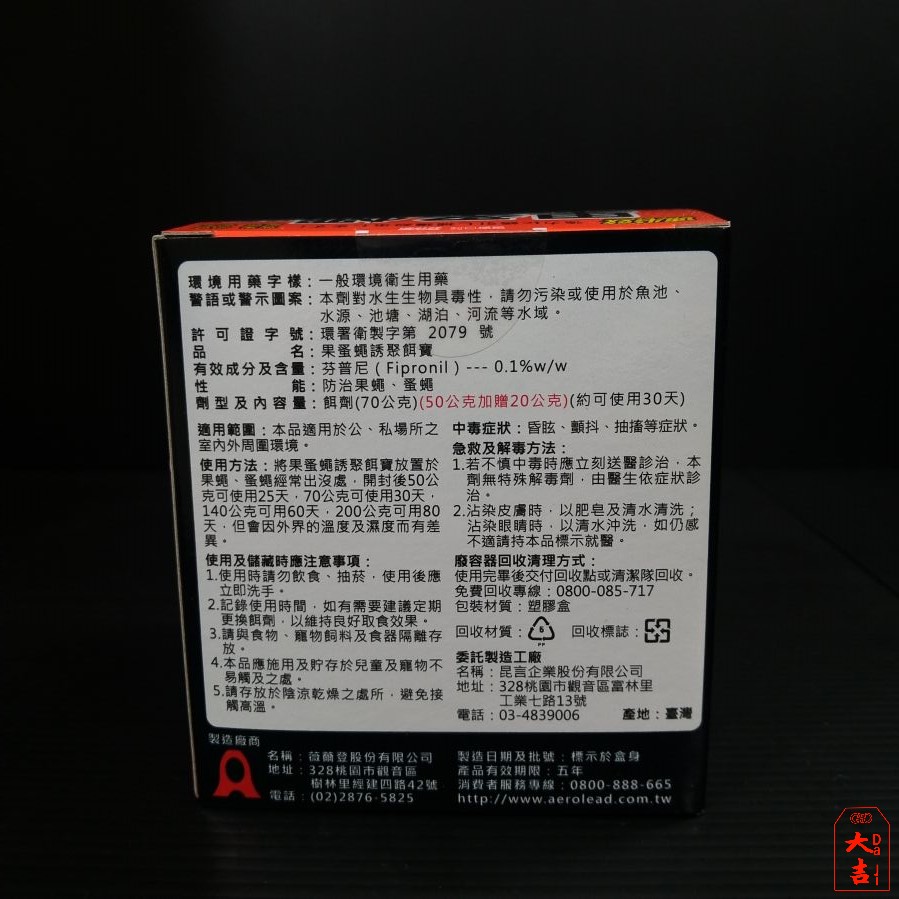 環境用藥字樣：一般環境衛生用藥
警語或警示圖案：本劑對水生生物具毒性，請勿污染或使用於魚池、
水源、池塘、湖泊、河流等水域。
許可證字號：環署衛製字第 2079 號
品名：果蚤蠅誘聚餌寶
有效成分及含量：芬普尼(Fipronil)--- 0.1%w/w
性能：防治果蠅、蚤蠅
劑型及內容量：餌劑(70公克)(50公克加贈20公克)(約可使用30天)
適用範圍：本品適用於公、私場所之
室內外周圍環境。
使用方法：將果蚤蠅誘聚餌寶放置於
果蠅、蚤蠅經常出沒處，開封後50公
克可使用25天，70公克可使用30天，
140公克可用60天，200公克可用80
天，但會因外界的溫度及濕度而有差
異。
使用及儲藏時應注意事項：
1.使用時請勿飲食、抽菸，使用後應
立即洗手。
2.記錄使用時間，如有需要建議定期
更換餌劑，以維持良好取食效果。
3.請與食物、寵物飼料及食器隔離存
放。
4.本品應施用及貯存於兒童及寵物不
易觸及之處。
5.請存放於陰涼乾燥之處所，避免接
觸高溫。
中毒症狀：昏眩、顫抖、抽搐等症狀。
急救及解毒方法：
1.若不慎中毒時應立刻送醫診治，本
劑無特殊解毒劑，由醫生依症狀診
治。
2.沾染皮膚時，以肥皂及清水清洗；
沾染眼睛時，以清水沖洗，如仍感
不適請持本品標示就醫。
廢容器回收清理方式：
使用完畢後交付回收點或清潔隊回收。
免費回收專線：0800-085-717
包裝材質：塑膠盒
回收材質：5 PP 回收標誌：
委託製造工廠
名稱：昆言企業股份有限公司
地址：328桃園市觀音區富林里
工業七路13號
電話：03-4839006 產地：臺灣
製造廠商
名稱：薇薾登股份有限公司
地址：328桃園市觀音區
樹林里經建四路42號
電話：(02)2876-5825
製造日期及批號：標示於盒身
產品有效期限：五年
消費者服務專線：0800-888-665
http://www.aerolead.com.tw
大吉
Da Ji